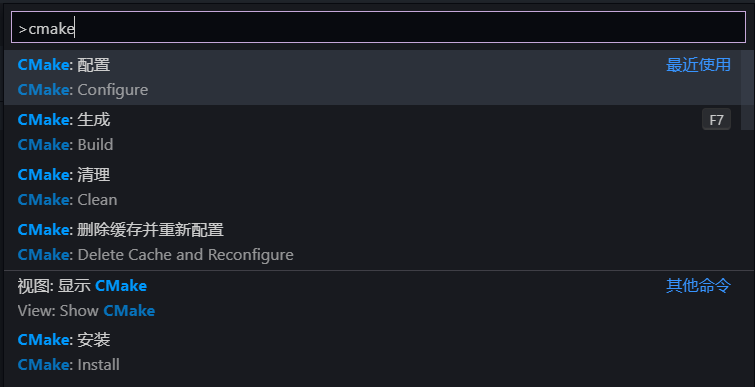 >cmake
CMake: 配置 最近使用
CMake: Configure
CMake: 生成 F7
CMake: Build
CMake: 清理
CMake: Clean
CMake: 删除缓存并重新配置
CMake: Delete Cache and Reconfigure
视图: 显示 CMake 其他命令
View: Show CMake
CMake: 安装
CMake: Install